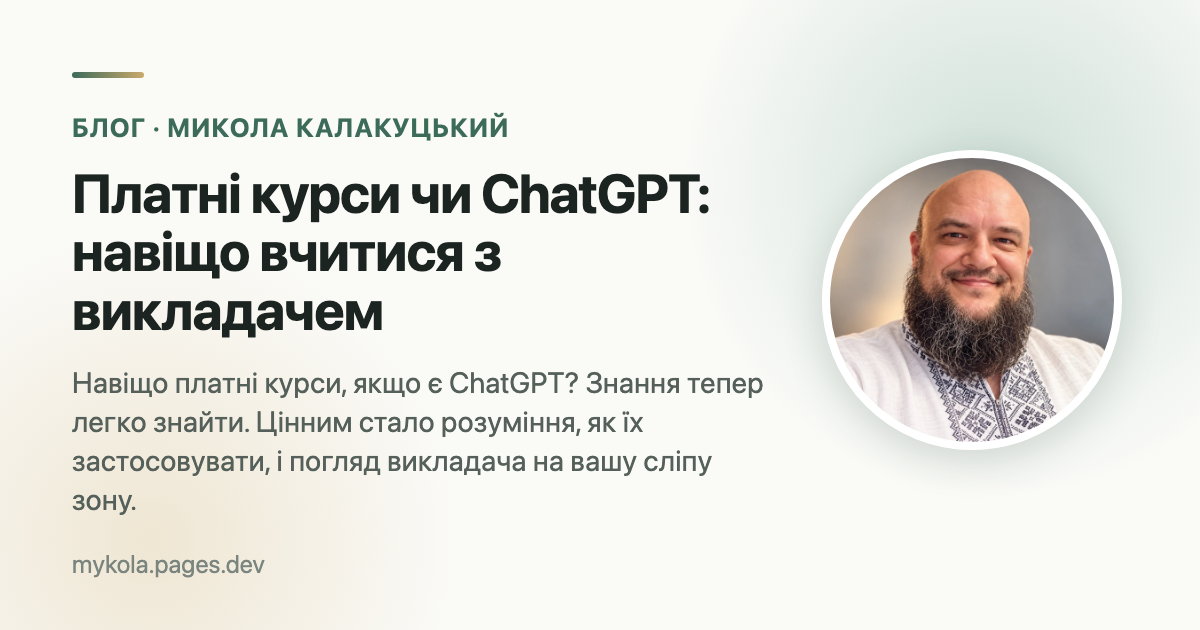 БЛОГ · МИКОЛА КАЛАКУЦЬКИЙ
Платні курси чи ChatGPT:
навіщо вчитися з
викладачем
Навіщо платні курси, якщо є ChatGPT? Знання тепер
легко знайти. Цінним стало розуміння, як їх
застосовувати, і погляд викладача на вашу сліпу
зону.
mykola.pages.dev